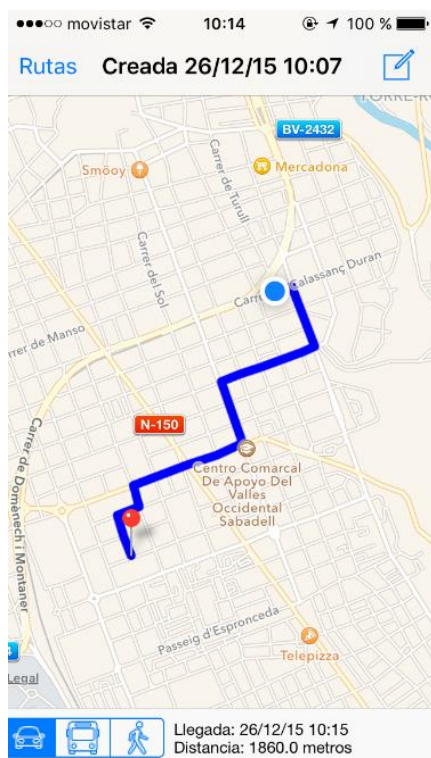 movistar 10:14 100 %
Rutas Creada 26/12/15 10:07
BV-2432
Smöoy
Mercadona
Carrer de Turull
Carrer del Sol
Calassanç Duran
de Manso
N-150
Carrer de Domènech i Montaner
Centro Comarcal
De Apoyo Del
Valles
Occidental
Sabadell
Passeig d'Espronceda
Telepizza
Legal
Llegada: 26/12/15 10:15
Distancia: 1860.0 metros